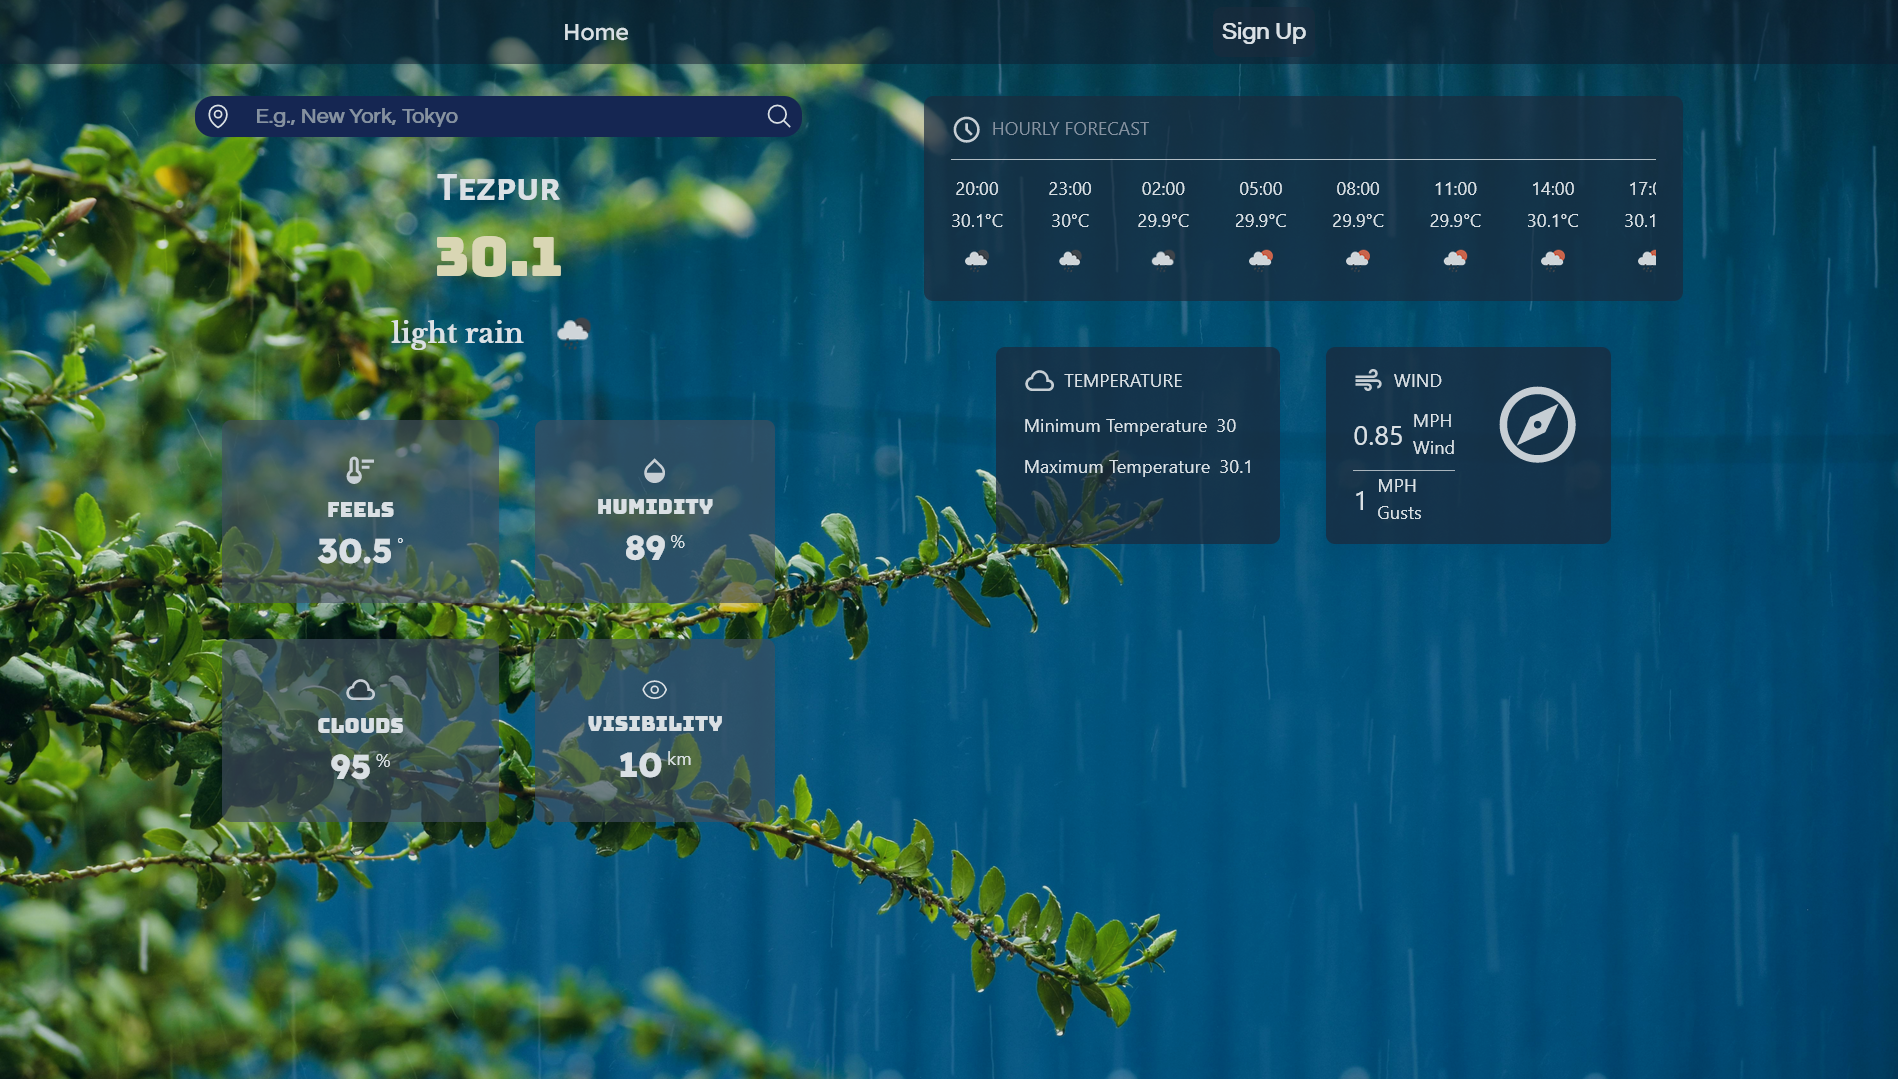 Home
Sign Up
E.g., New York, Tokyo
TEZPUR
30.1
light rain
FEELS
30.5°
HUMIDITY
89 %
CLOUDS
95 %
VISIBILITY
10 km
HOURLY FORECAST
20:00 23:00 02:00 05:00 08:00 11:00 14:00 17:0
30.1°C 30°C 29.9°C 29.9°C 29.9°C 29.9°C 30.1°C 30.1
TEMPERATURE
Minimum Temperature 30
Maximum Temperature 30.1
WIND
0.85 MPH
Wind
1 MPH
Gusts